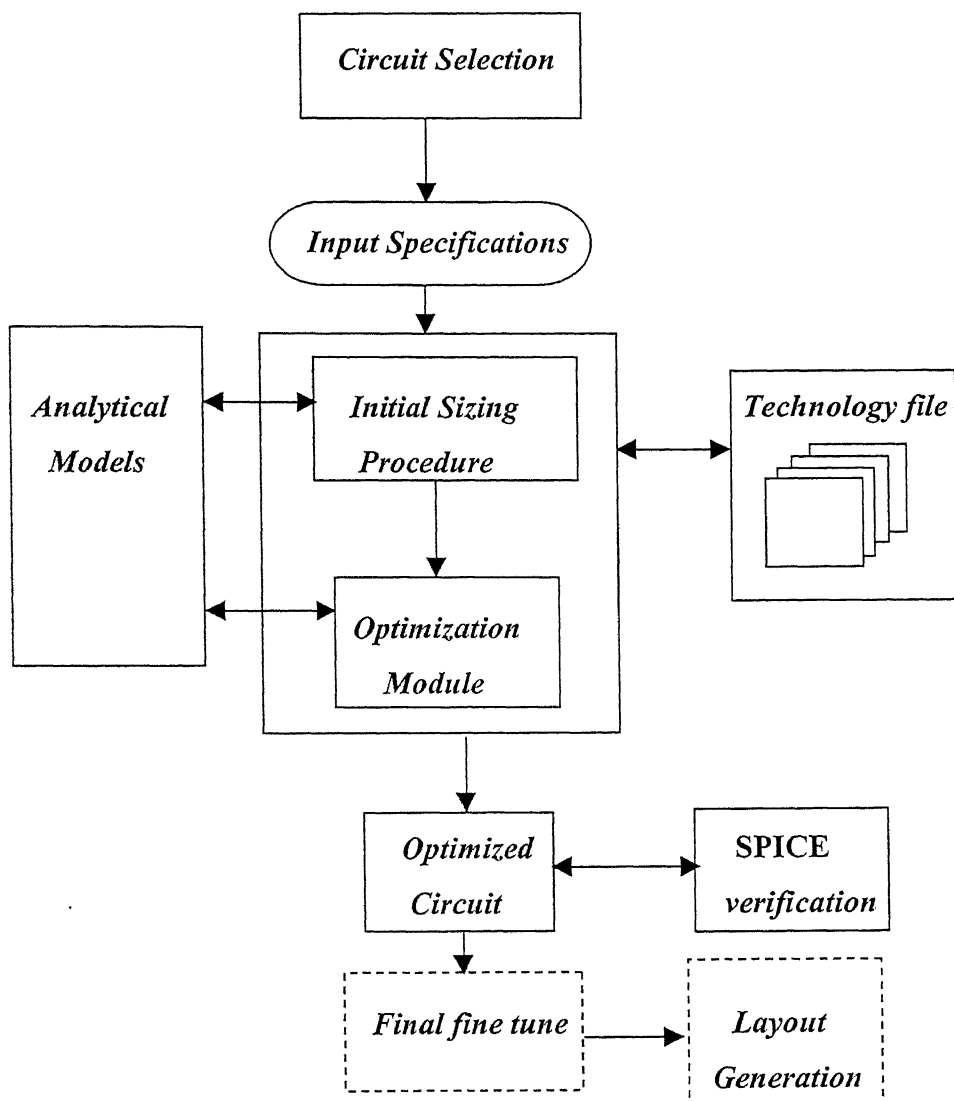 Circuit Selection
Input Specifications
Analytical
Models
Initial Sizing
Procedure
Technology file
Optimization
Module
Optimized
Circuit
SPICE
verification
Final fine tune
Layout
Generation